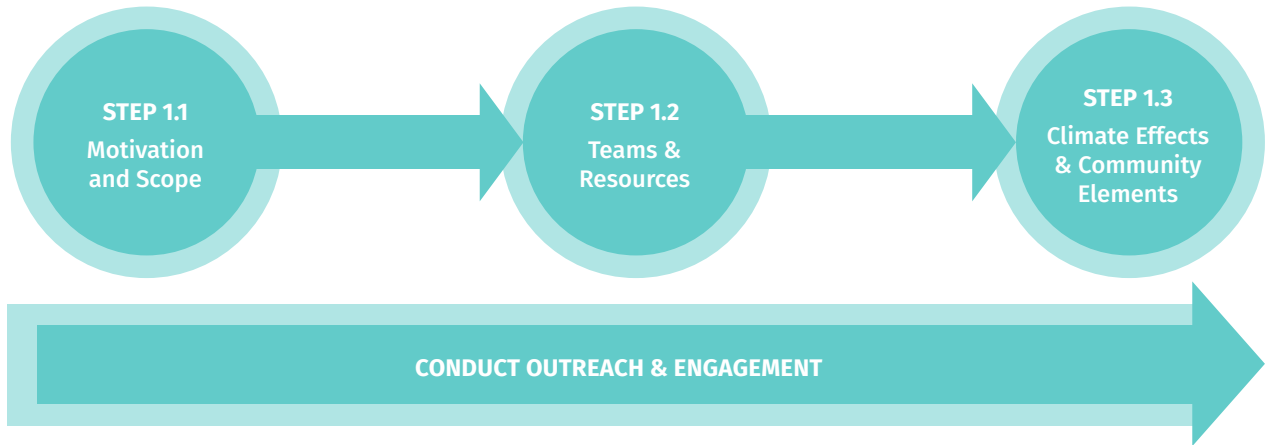 STEP 1.1
Motivation
and Scope
STEP 1.2
Teams &
Resources
STEP 1.3
Climate Effects
& Community
Elements
CONDUCT OUTREACH & ENGAGEMENT